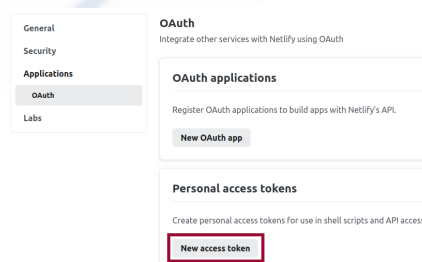 General
Security
Applications
OAuth
Labs
OAuth
Integrate other services with Netlify using OAuth
OAuth applications
Register OAuth applications to build apps with Netlify's API.
New OAuth app
Personal access tokens
Create personal access tokens for use in shell scripts and API access
New access token